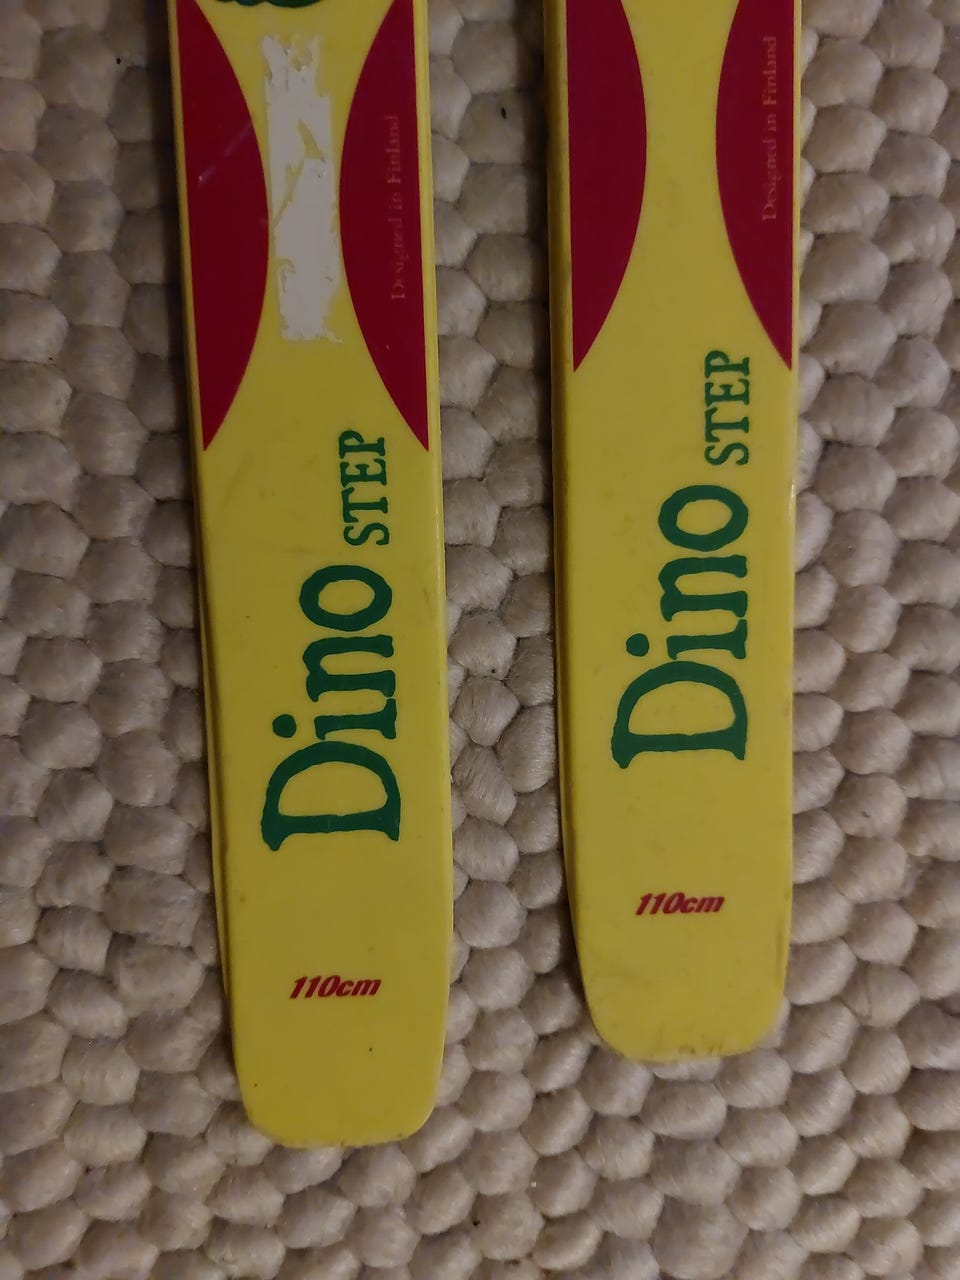 Designed in Finland
Dino STEP
110cm
Designed in Finland
Dino STEP
110cm